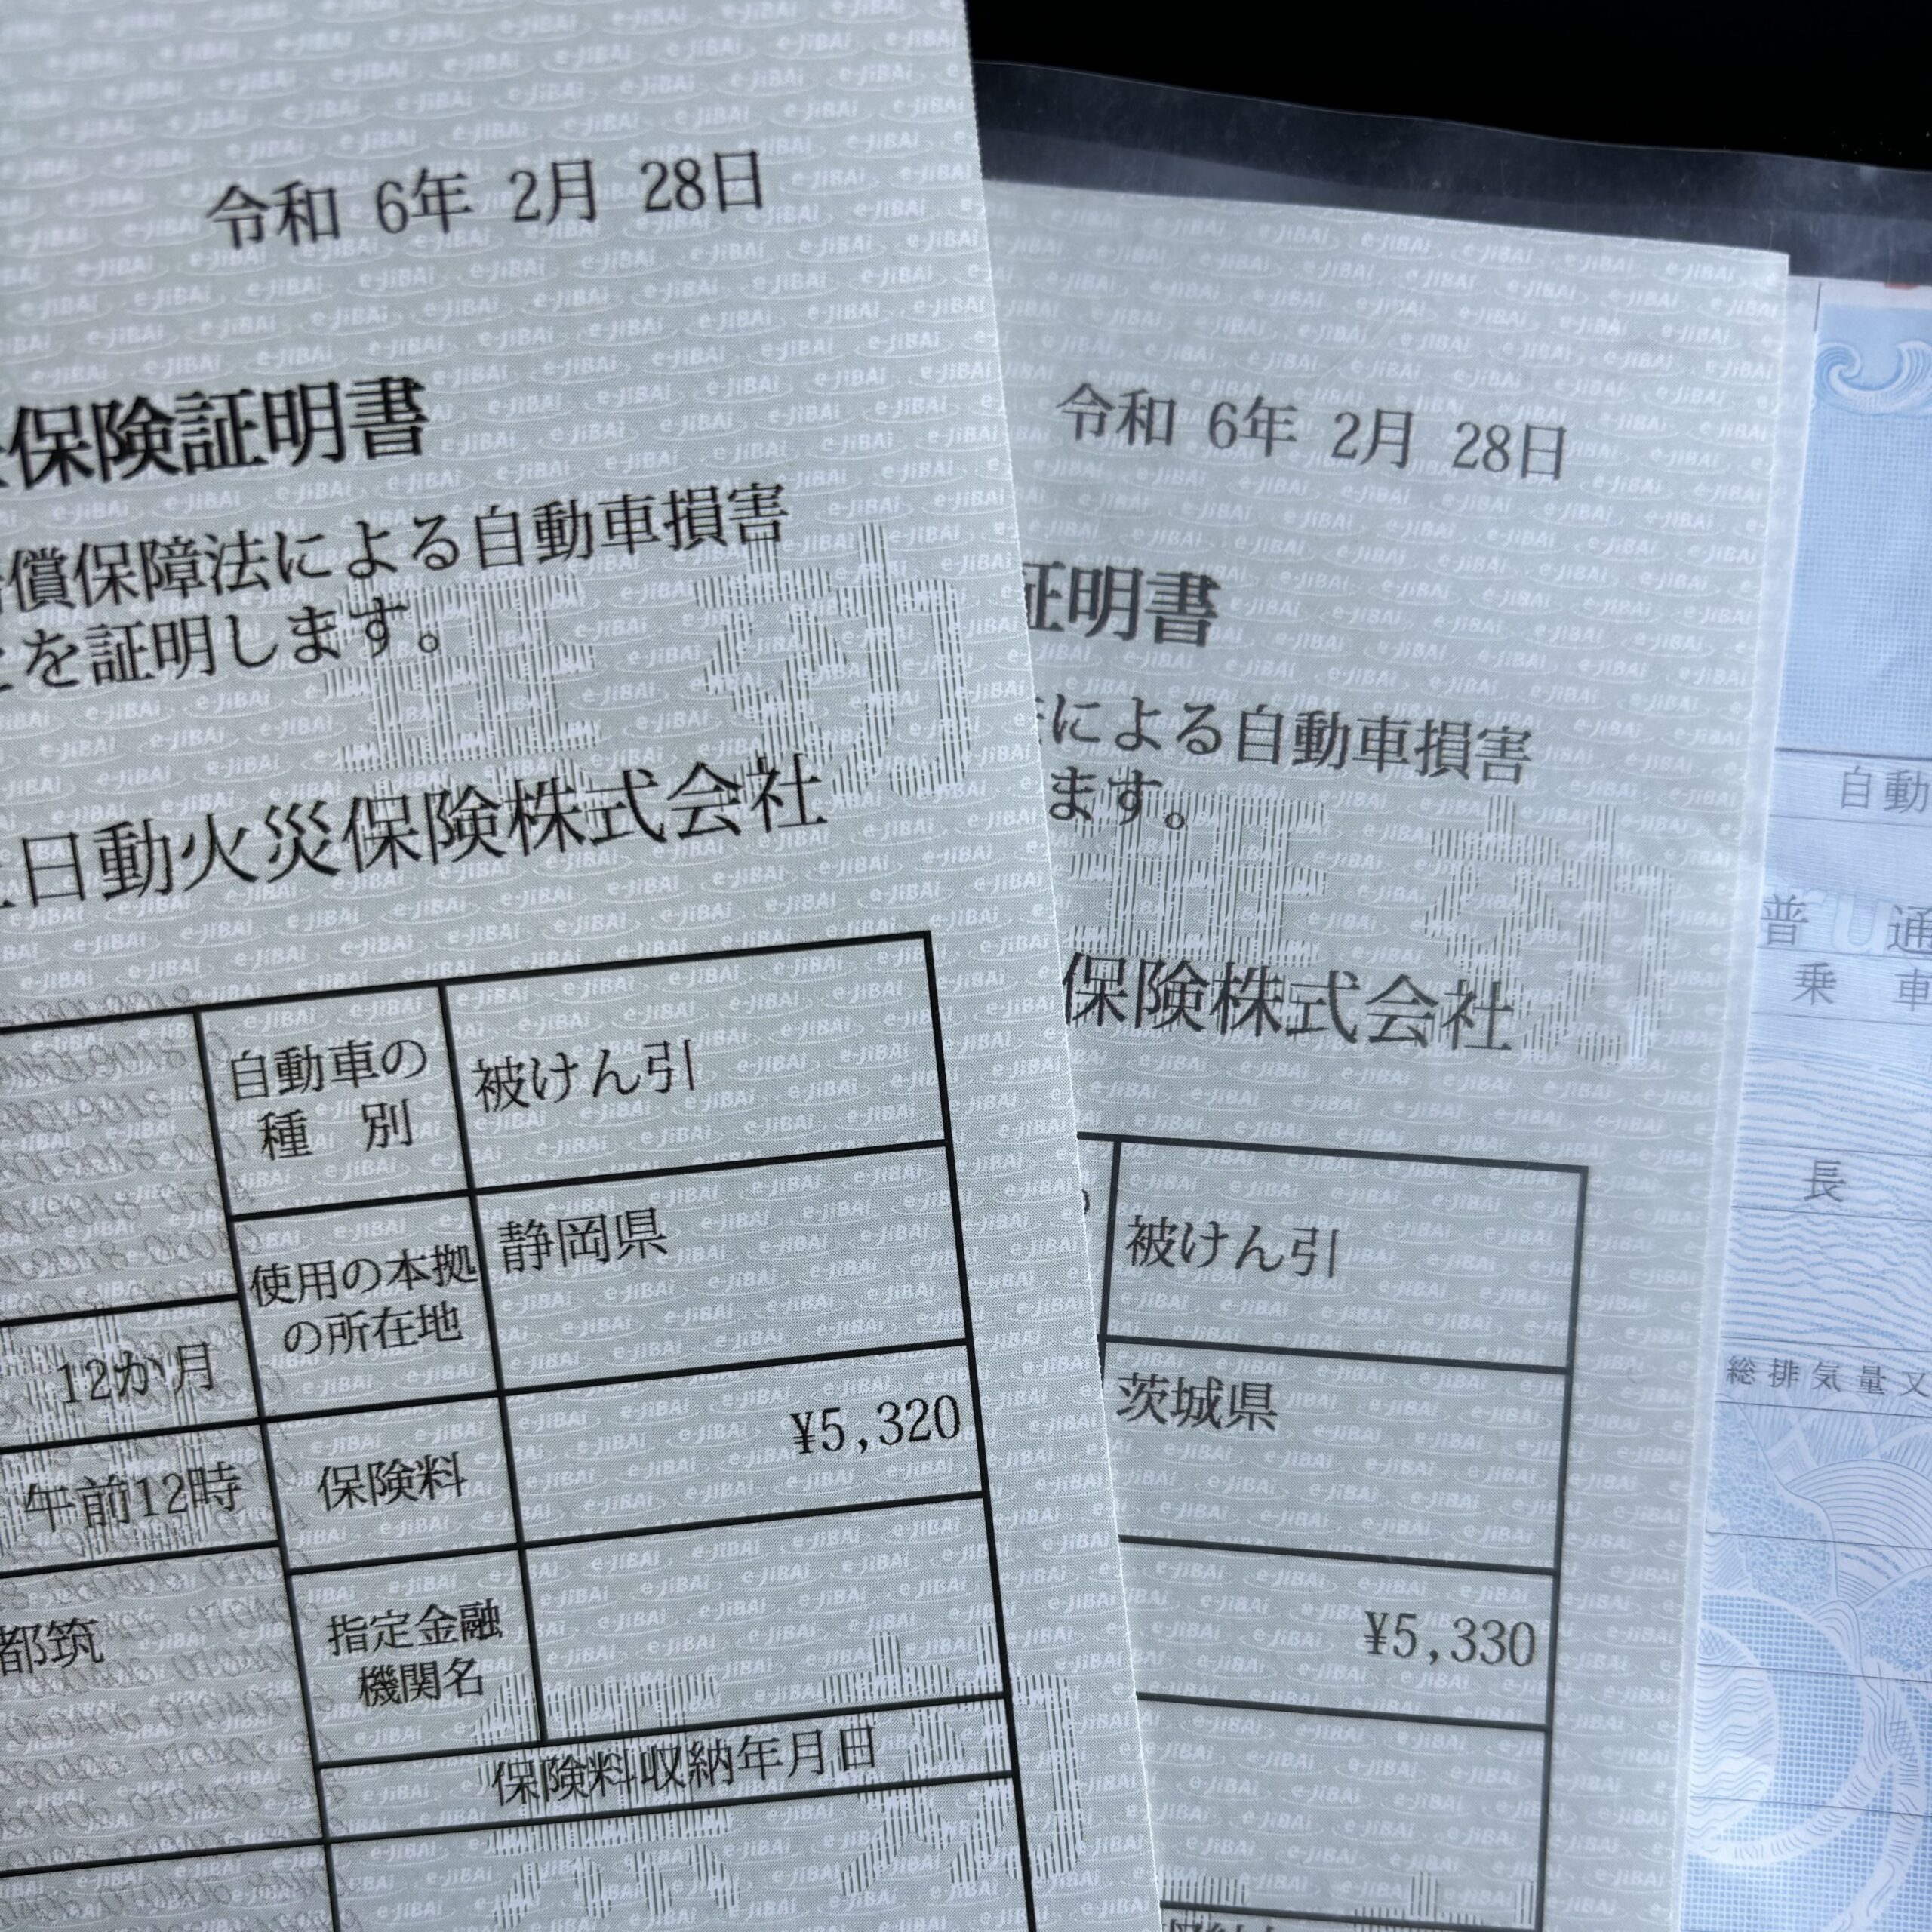 令和 6年 2月 28日
保険証明書
償保障法による自動車損害
とを証明します。
日動火災保険株式会社
自動車の
種 別
被けん引
使用の本拠
の所在地
静岡県
12か月
午前12時
保険料
¥5,320
都筑
指定金融
機関名
保険料収納年月日
令和 6年 2月 28日
証明書
による自動車損害
ます。
保険株式会社
被けん引
茨城県
¥5,330
自動
普 通
乗 車
長
総排気量又
e-JiBAi